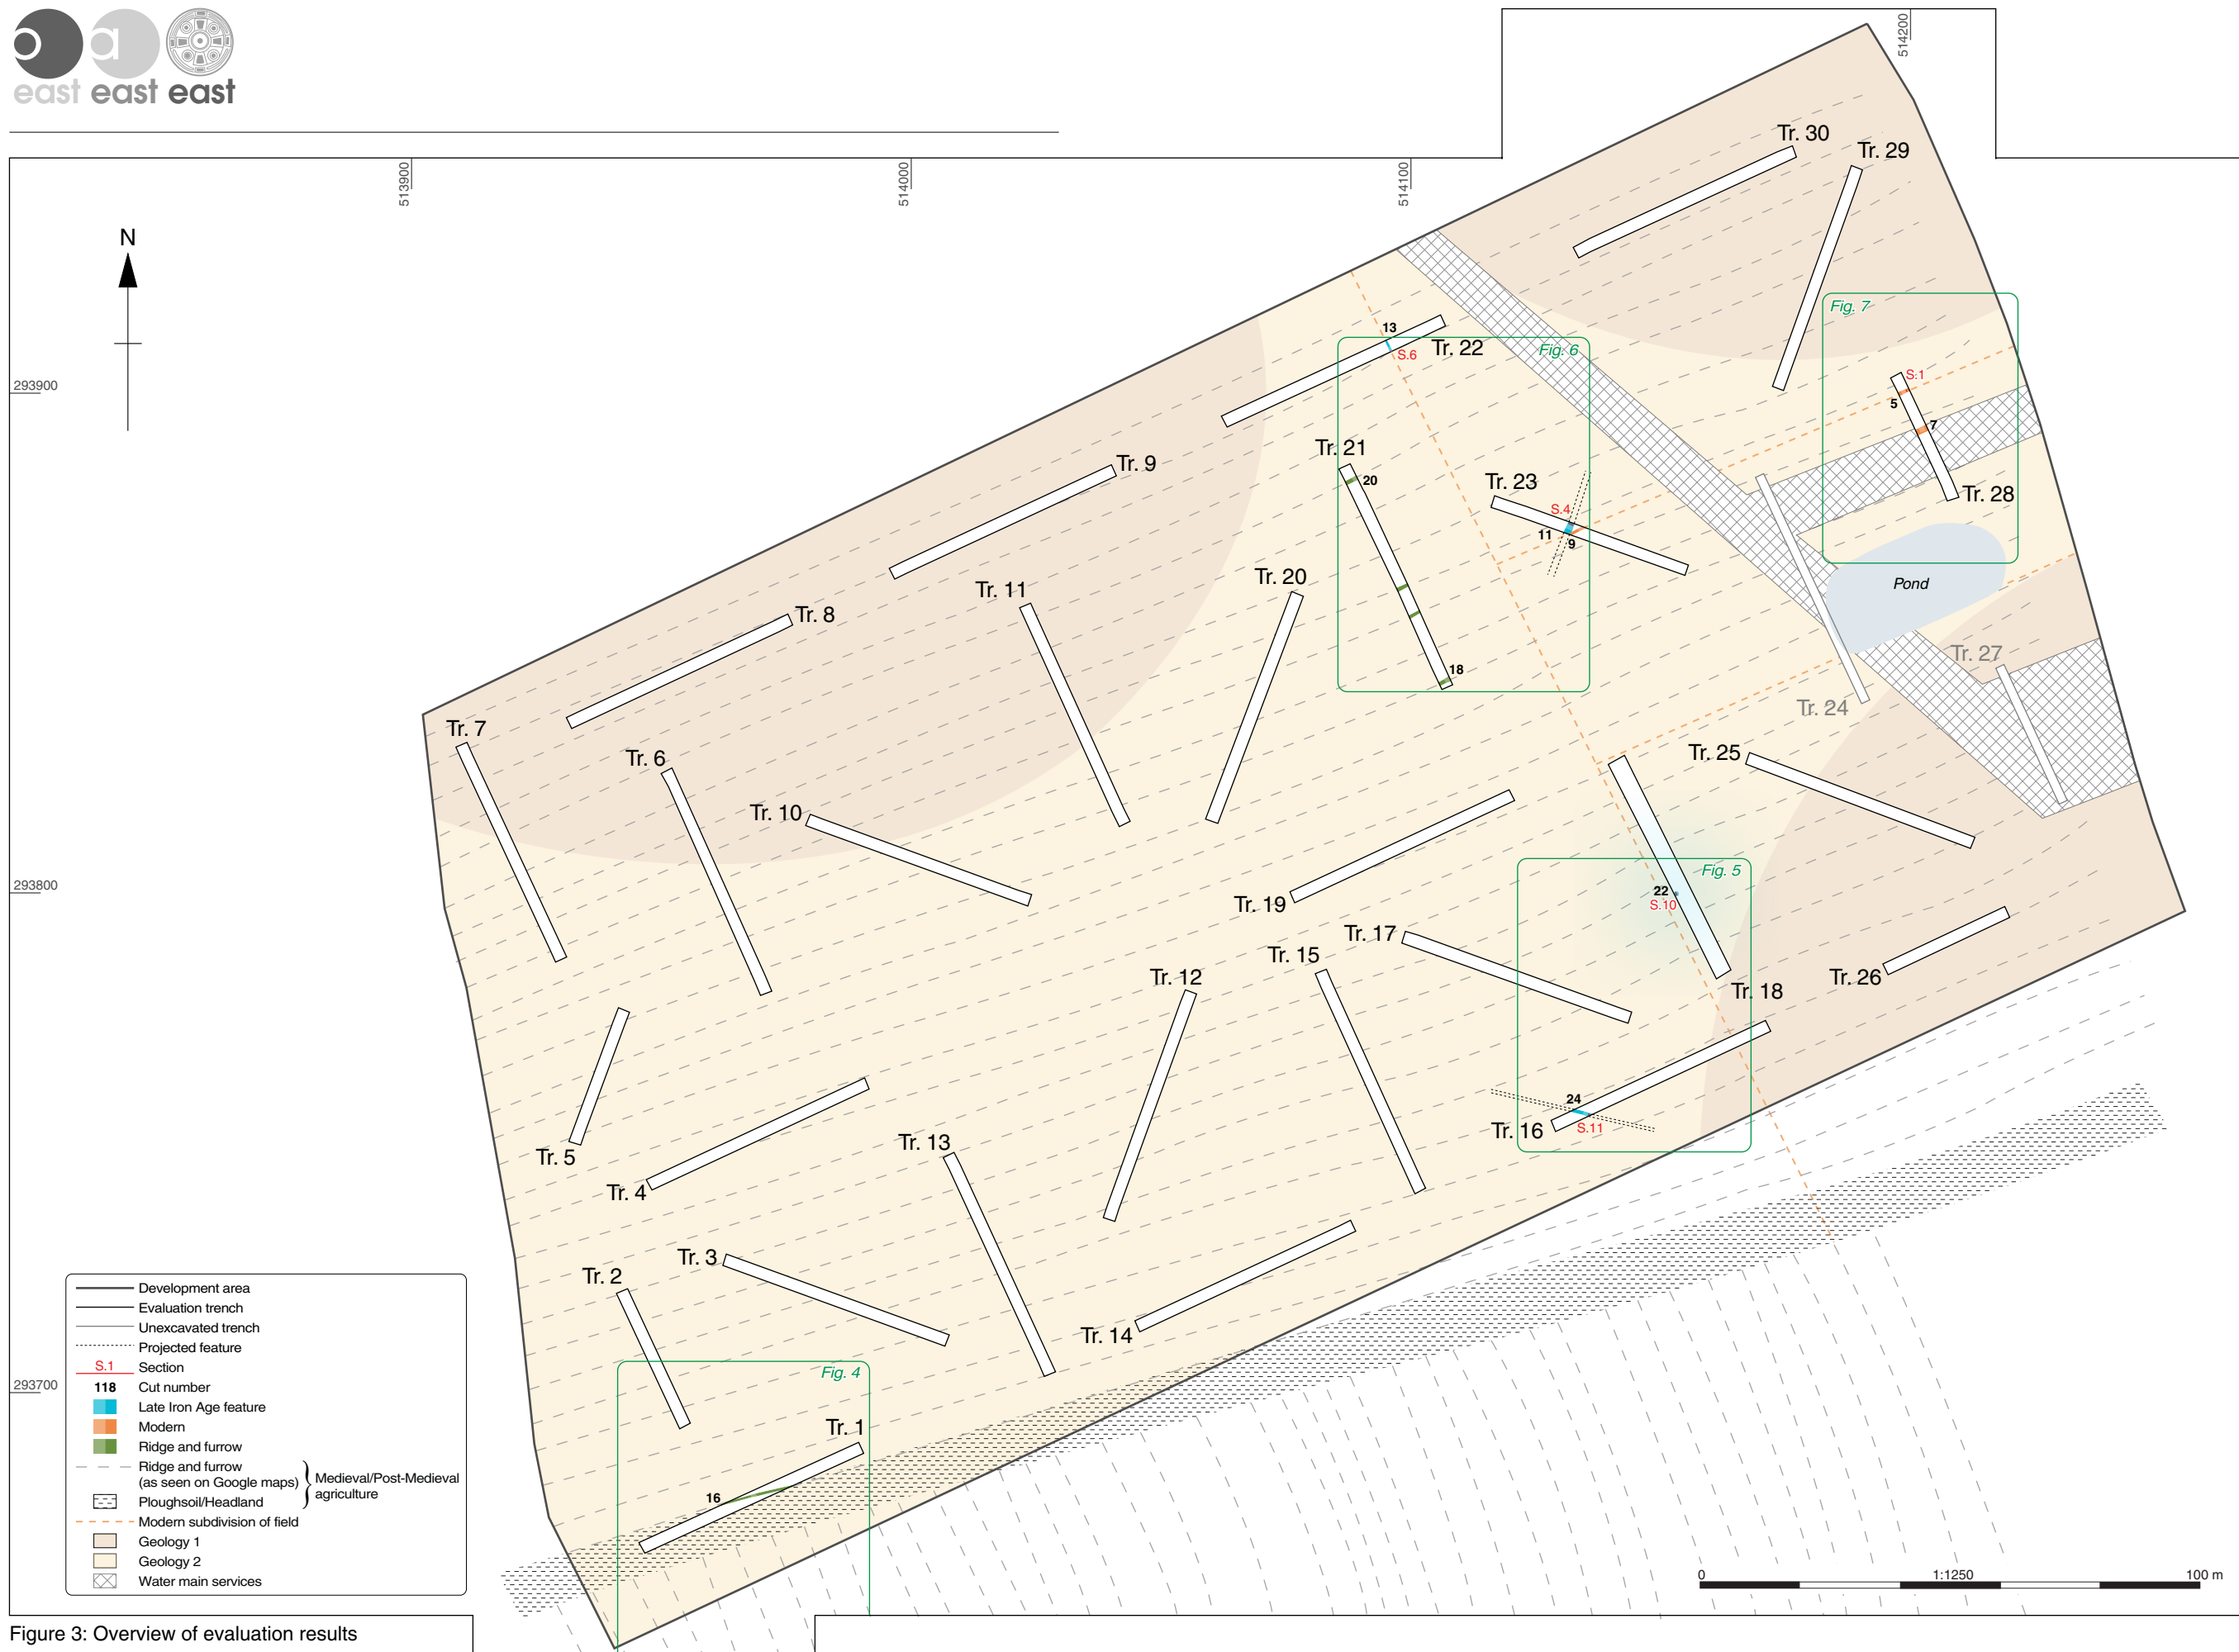 east east east
514200
513900
514000
514100
N
293900
293800
293700
Tr. 30
Tr. 29
Fig. 7
13
S.6
Tr. 22
Fig. 6
S.1
5
7
Tr. 28
Tr. 21
20
Tr. 9
Tr. 23
S.4
11
9
Pond
Tr. 20
Tr. 11
Tr. 8
18
Tr. 27
Tr. 24
Tr. 7
Tr. 6
Tr. 25
Tr. 10
Fig. 5
22
S.10
Tr. 19
Tr. 17
Tr. 15
Tr. 12
Tr. 26
Tr. 18
24
S.11
Tr. 16
Tr. 5
Tr. 13
Tr. 4
Tr. 3
Tr. 2
Tr. 14
Fig. 4
Tr. 1
16
Development area
Evaluation trench
Unexcavated trench
Projected feature
S.1 Section
118 Cut number
Late Iron Age feature
Modern
Ridge and furrow
Ridge and furrow
(as seen on Google maps)
Ploughsoil/Headland
Medieval/Post-Medieval
agriculture
Modern subdivision of field
Geology 1
Geology 2
Water main services
0 1:1250 100 m
Figure 3: Overview of evaluation results